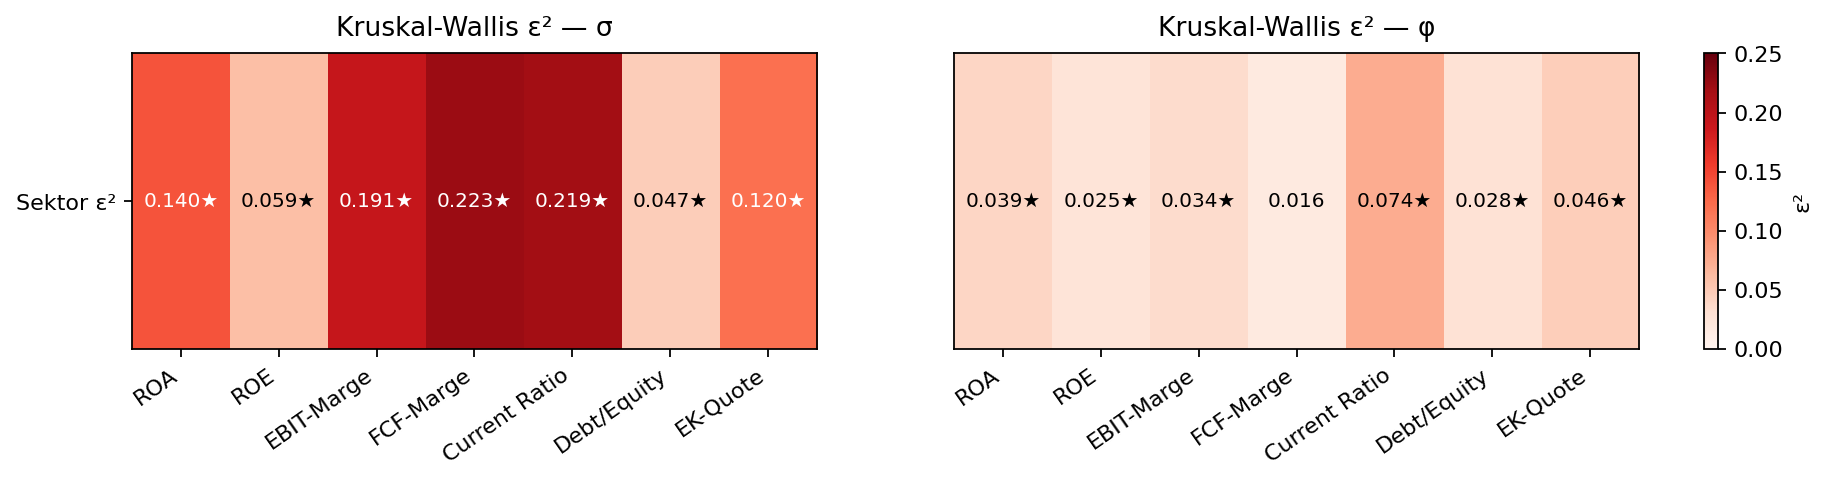 Kruskal-Wallis ε² — σ
Kruskal-Wallis ε² — φ
Sektor ε²
0.140★ 0.059★ 0.191★ 0.223★ 0.219★ 0.047★ 0.120★
0.039★ 0.025★ 0.034★ 0.016 0.074★ 0.028★ 0.046★
ROA ROE EBIT-Marge FCF-Marge Current Ratio Debt/Equity EK-Quote
ROA ROE EBIT-Marge FCF-Marge Current Ratio Debt/Equity EK-Quote
0.25
0.20
0.15
0.10
0.05
0.00
ε²